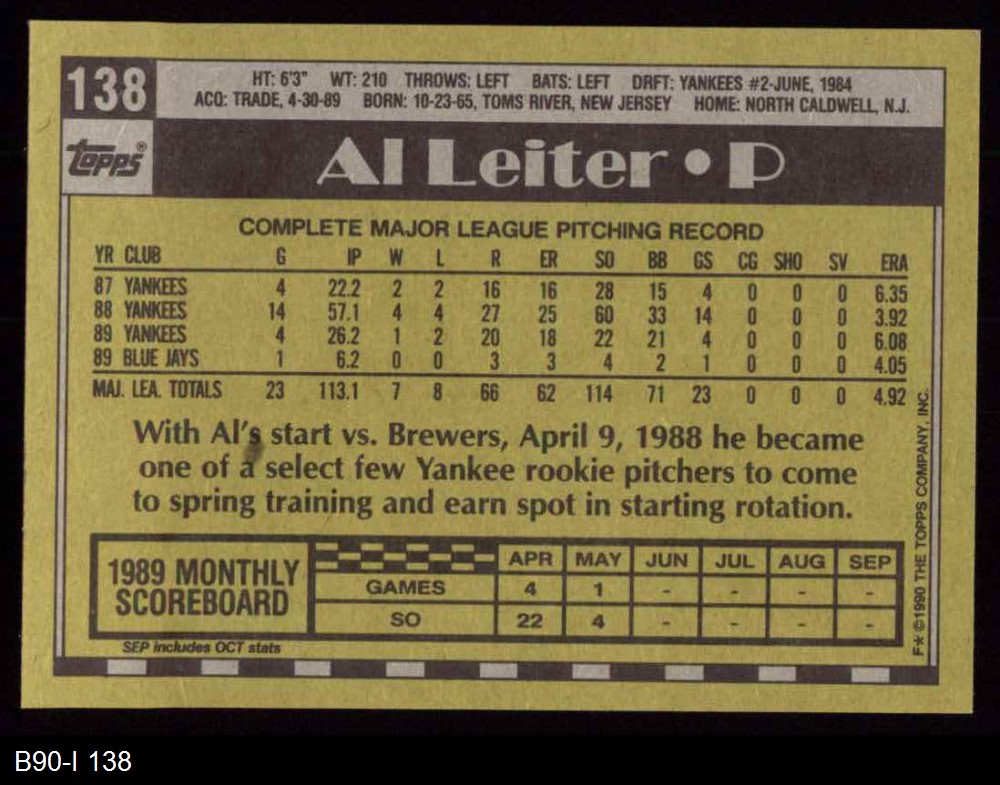 138
HT: 6'3" WT: 210 THROWS: LEFT BATS: LEFT DRFT: YANKEES #2-JUNE, 1984
ACQ: TRADE, 4-30-89 BORN: 10-23-65, TOMS RIVER, NEW JERSEY HOME: NORTH CALDWELL, N.J.
topps®
Al Leiter • P
COMPLETE MAJOR LEAGUE PITCHING RECORD
YR CLUB G IP W L R ER SO BB GS CG SHO SV ERA
87 YANKEES 4 22.2 2 2 16 16 28 15 4 0 0 0 6.35
88 YANKEES 14 57.1 4 4 27 25 60 33 14 0 0 0 3.92
89 YANKEES 4 26.2 1 2 20 18 22 21 4 0 0 0 6.08
89 BLUE JAYS 1 6.2 0 0 3 3 4 2 1 0 0 0 4.05
MAJ. LEA. TOTALS 23 113.1 7 8 66 62 114 71 23 0 0 0 4.92
With Al's start vs. Brewers, April 9, 1988 he became
one of a select few Yankee rookie pitchers to come
to spring training and earn spot in starting rotation.
1989 MONTHLY
SCOREBOARD
APR MAY JUN JUL AUG SEP
GAMES 4 1 - - - -
SO 22 4 - - - -
SEP includes OCT stats
F* ©1990 THE TOPPS COMPANY, INC.
B90-I 138